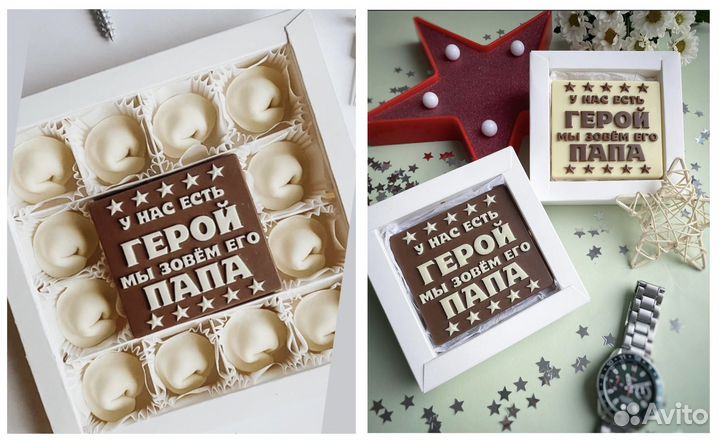 У НАС ЕСТЬ
ГЕРОЙ
МЫ ЗОВЁМ ЕГО
ПАПА
У НАС ЕСТЬ
ГЕРОЙ
МЫ ЗОВЁМ ЕГО
ПАПА
У НАС ЕСТЬ
ГЕРОЙ
МЫ ЗОВЁМ ЕГО
ПАПА
Avito